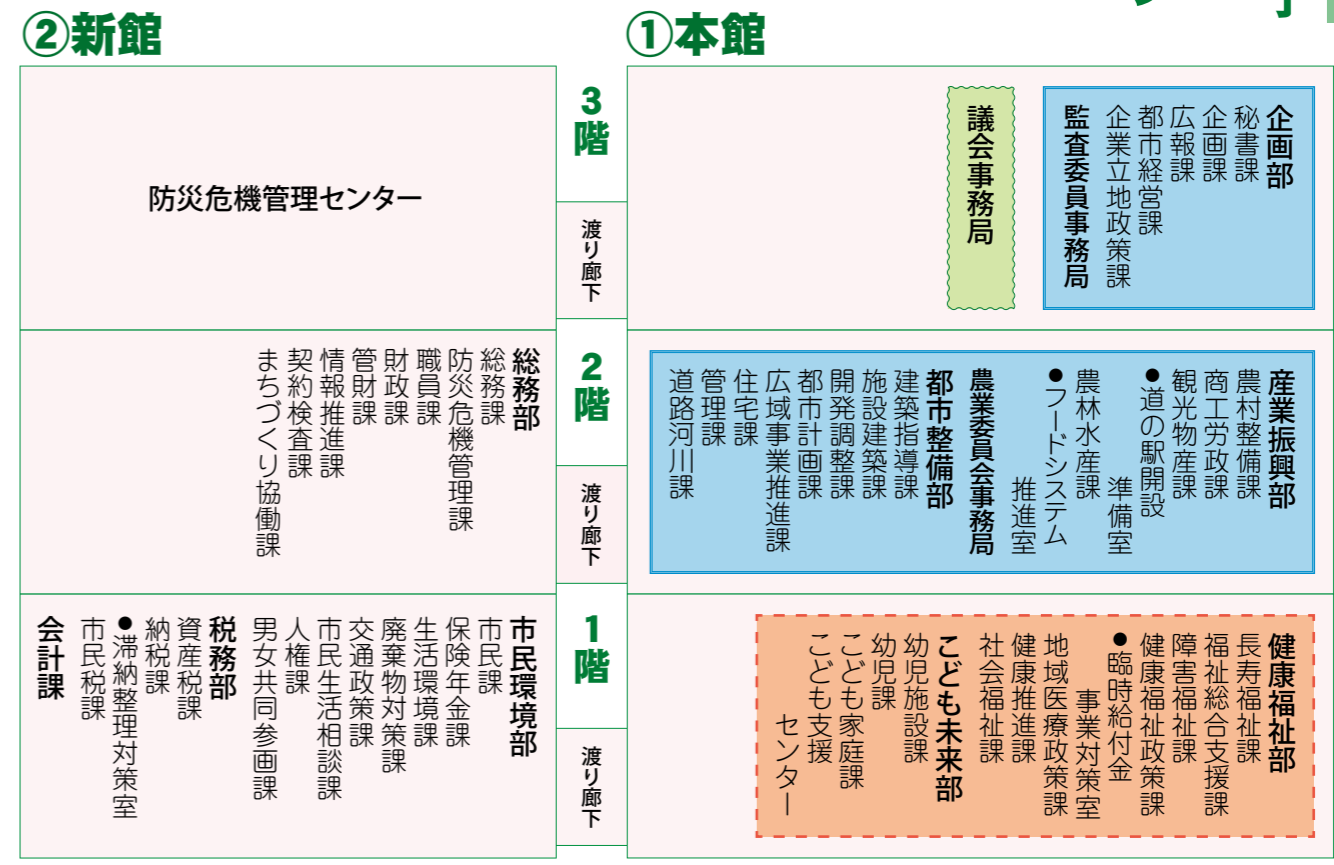 ②新館
①本館
3階
渡り廊下
防災危機管理センター
企画部
秘書課
企画課
広報課
都市経営課
企業立地政策課
監査委員事務局
議会事務局
2階
渡り廊下
総務部
総務課
防災危機管理課
職員課
財政課
管財課
情報推進課
契約検査課
まちづくり協働課
産業振興部
農村整備課
商工労政課
観光物産課
●道の駅開設
準備室
農林水産課
●フードシステム
推進室
農業委員会事務局
都市整備部
建築指導課
施設建築課
開発調整課
都市計画課
広域事業推進課
住宅課
管理課
道路河川課
1階
渡り廊下
市民環境部
市民課
保険年金課
生活環境課
廃棄物対策課
交通政策課
市民生活相談課
人権課
男女共同参画課
税務部
資産税課
納税課
●滞納整理対策室
市民税課
会計課
健康福祉部
長寿福祉課
福祉総合支援課
障害福祉課
健康福祉政策課
●臨時給付金
事業対策室
地域医療政策課
健康推進課
社会福祉課
こども未来部
幼児施設課
幼児課
こども家庭課
こども支援
センター